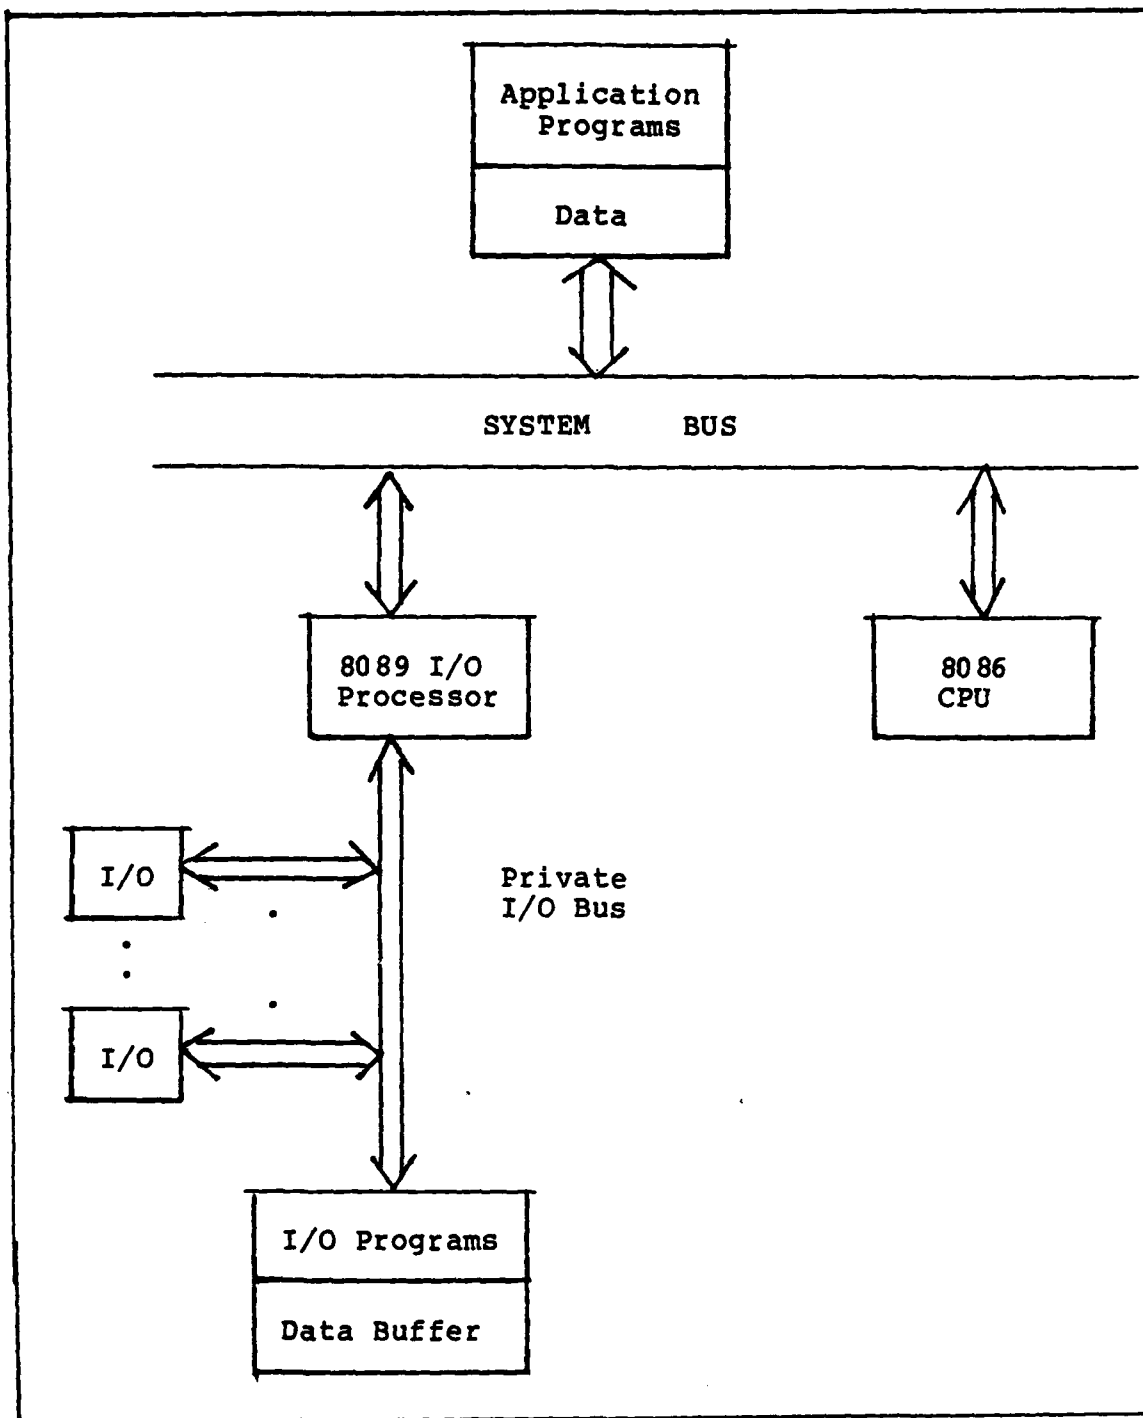 Application
Programs
Data
SYSTEM BUS
8089 I/O
Processor
8086
CPU
I/O
Private
I/O Bus
I/O
I/O Programs
Data Buffer